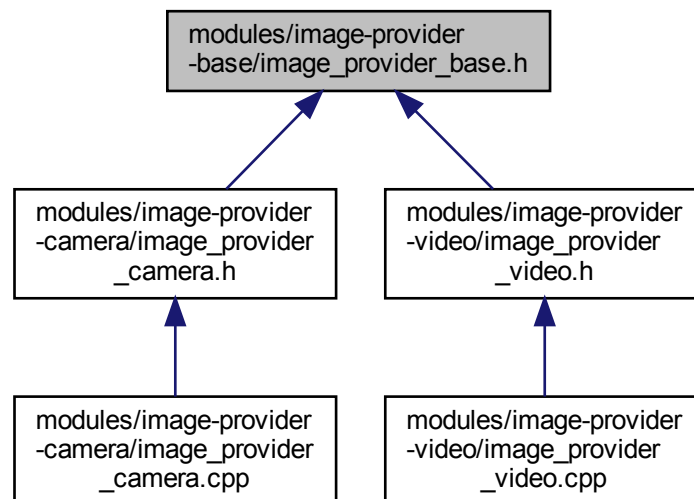 modules/image-provider
-base/image_provider_base.h
modules/image-provider
-camera/image_provider
_camera.h
modules/image-provider
-video/image_provider
_video.h
modules/image-provider
-camera/image_provider
_camera.cpp
modules/image-provider
-video/image_provider
_video.cpp